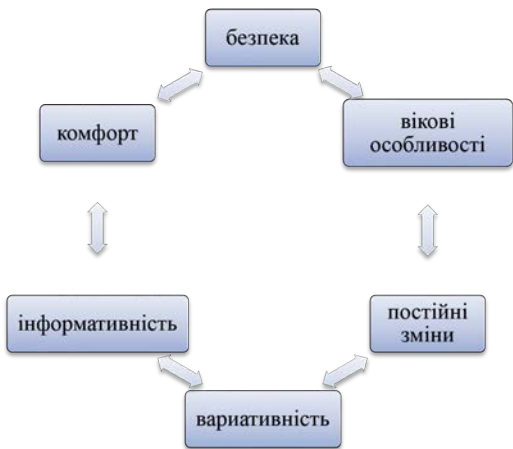 безпека
комфорт
вікові
особливості
інформативність
постійні
зміни
вариативність